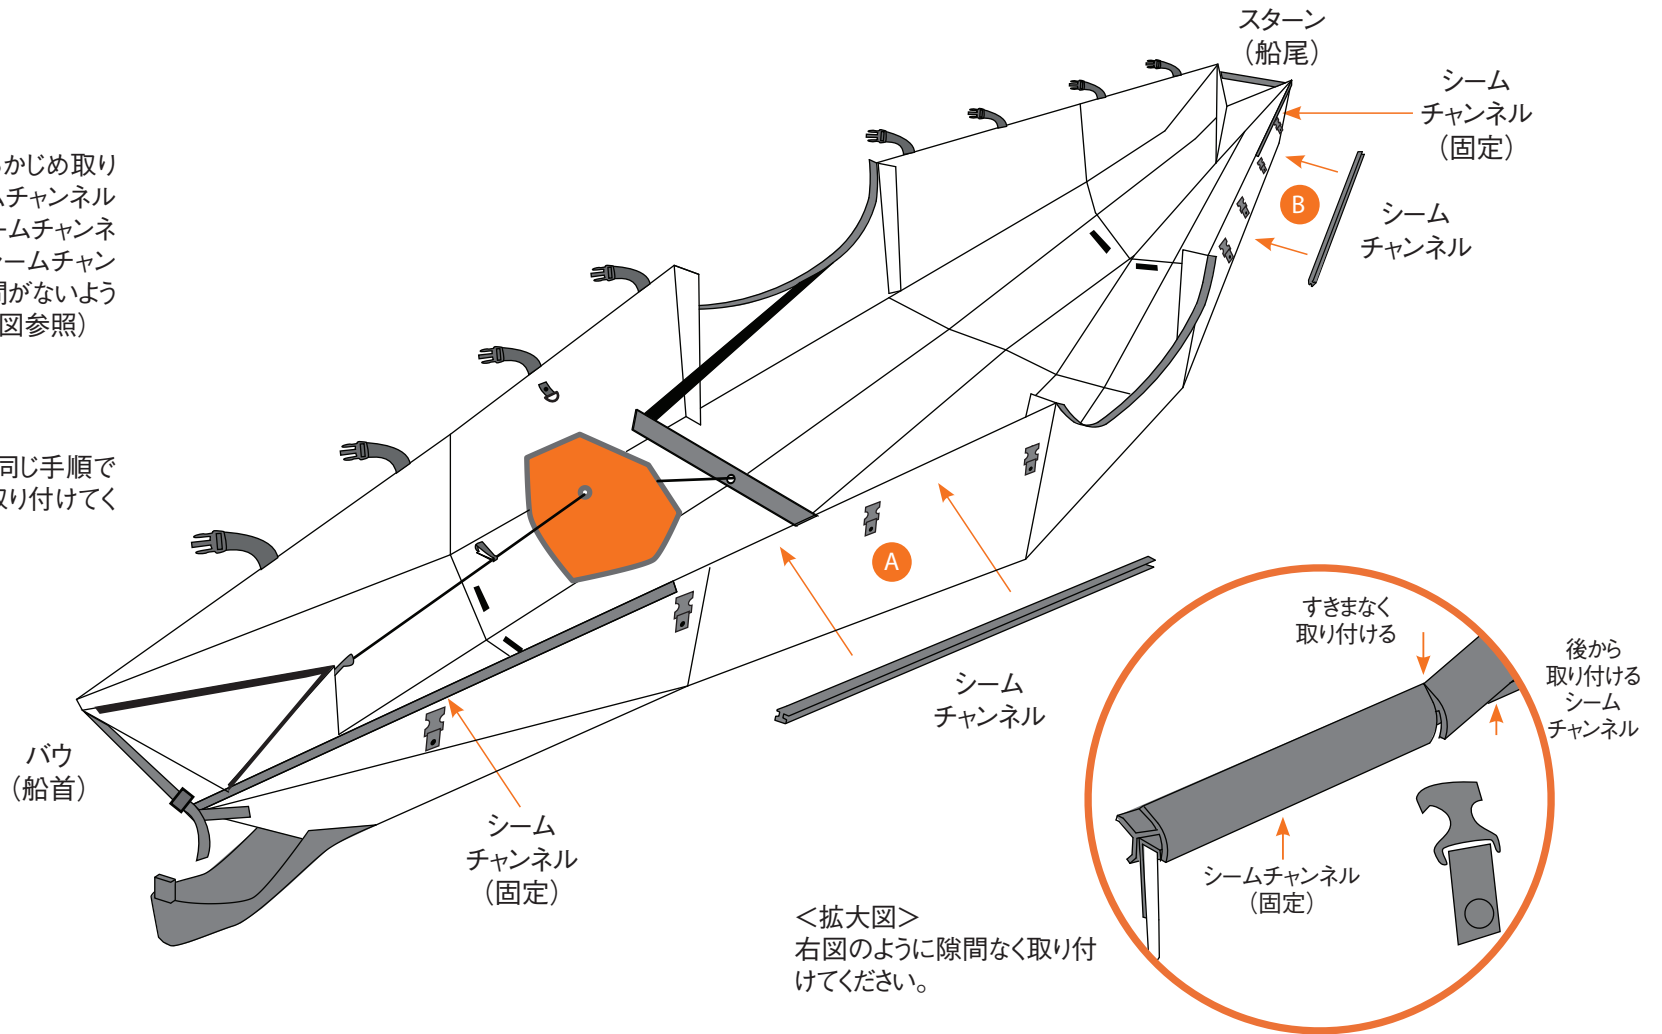 かじめ取り
ムチャンネル
ームチャンネ
シームチャン
間がないよう
図参照）
同じ手順で
取り付けてく
スターン
（船尾）
シーム
チャンネル
（固定）
B
シーム
チャンネル
A
シーム
チャンネル
バウ
（船首）
シーム
チャンネル
（固定）
すきまなく
取り付ける
後から
取り付ける
シーム
チャンネル
シームチャンネル
（固定）
＜拡大図＞
右図のように隙間なく取り付
けてください。